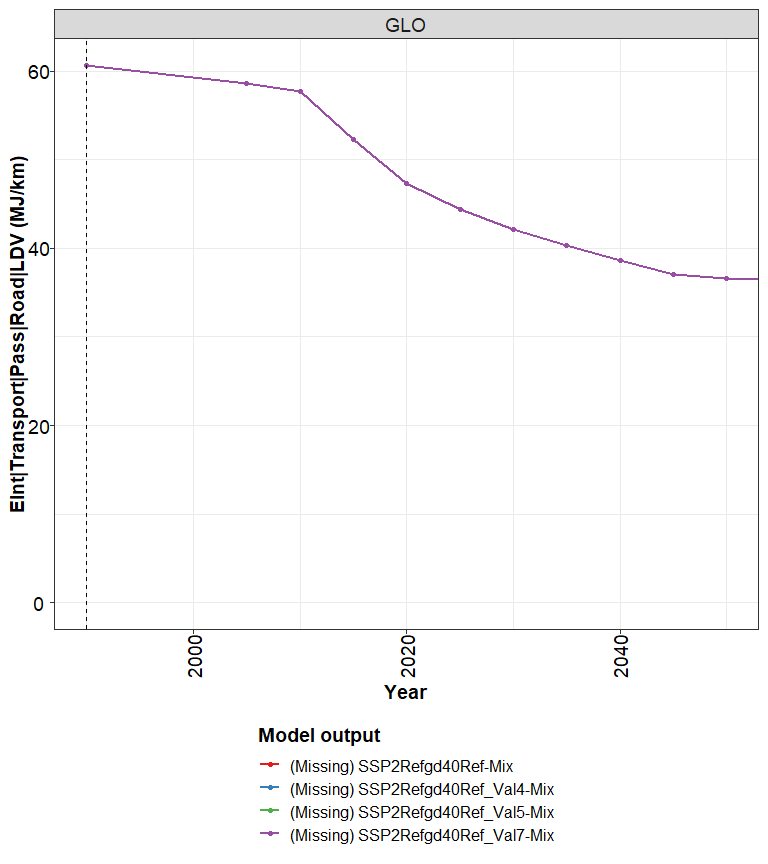 GLO
EInt|Transport|Pass|Road|LDV (MJ/km)
60
40
20
0
2000
2020
2040
Year
Model output
(Missing) SSP2Refgd40Ref-Mix
(Missing) SSP2Refgd40Ref_Val4-Mix
(Missing) SSP2Refgd40Ref_Val5-Mix
(Missing) SSP2Refgd40Ref_Val7-Mix